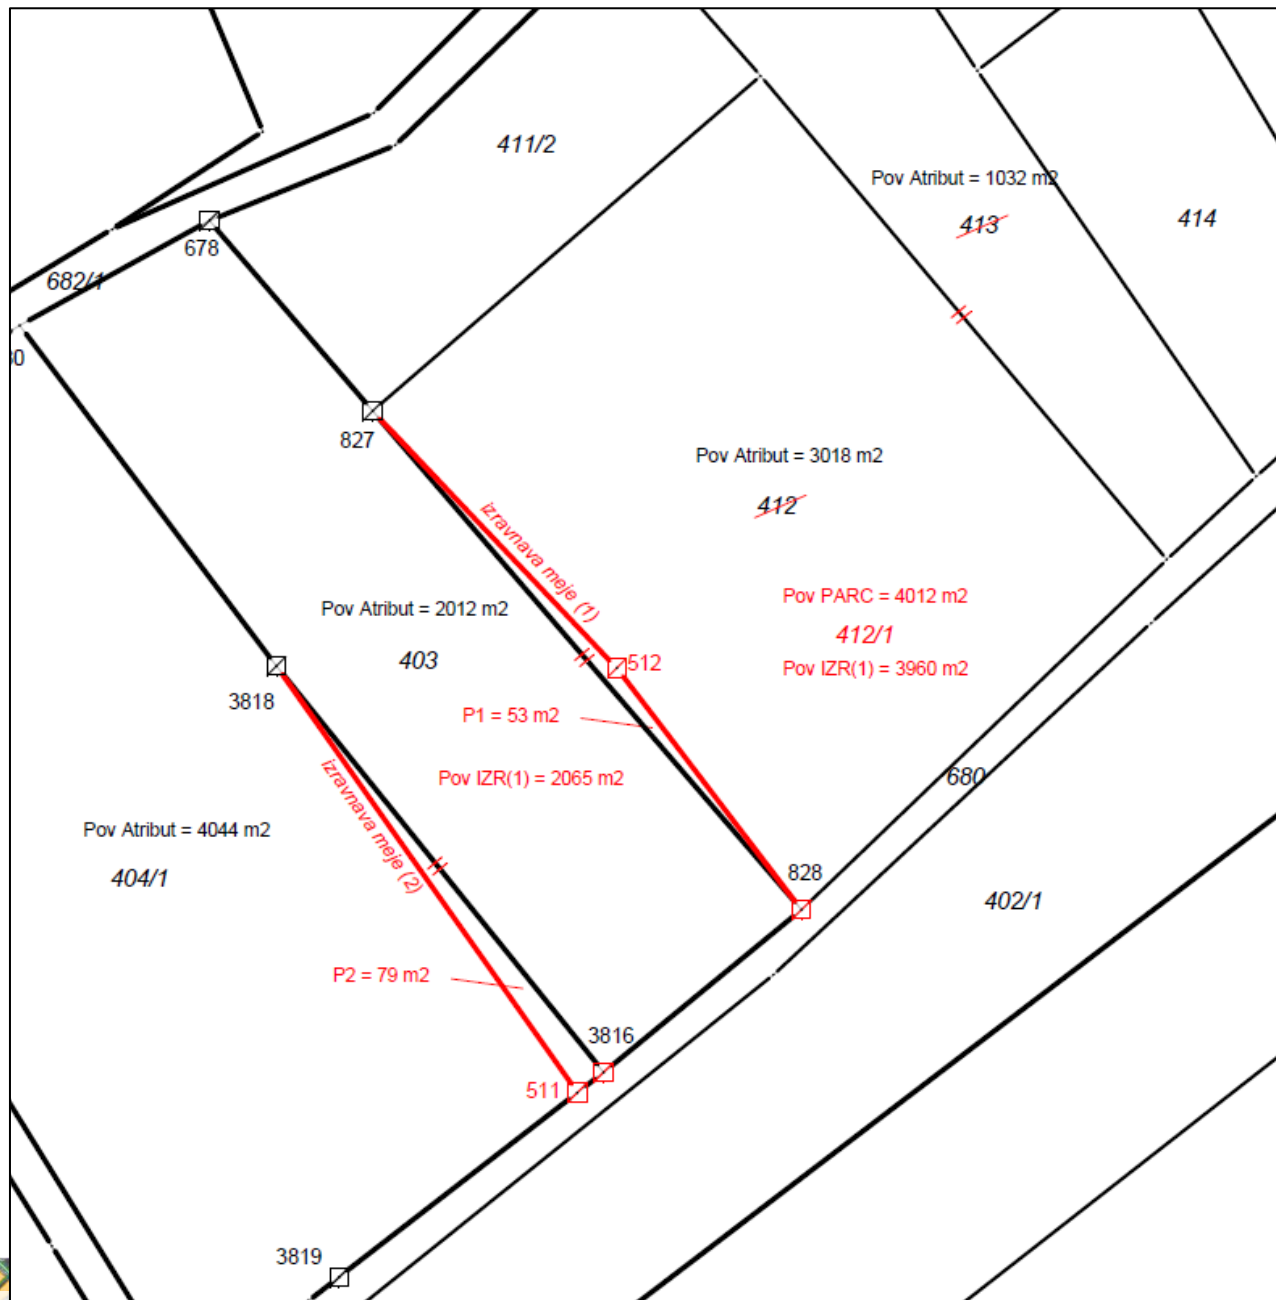 411/2
Pov Atribut = 1032 m2
413
414
678
682/1
827
Pov Atribut = 3018 m2
412
izravnava meje (1)
Pov PARC = 4012 m2
412/1
Pov IZR(1) = 3960 m2
Pov Atribut = 2012 m2
403
512
3818
P1 = 53 m2
Pov IZR(1) = 2065 m2
izravnava meje (2)
680
Pov Atribut = 4044 m2
404/1
828
402/1
P2 = 79 m2
3816
511
3819